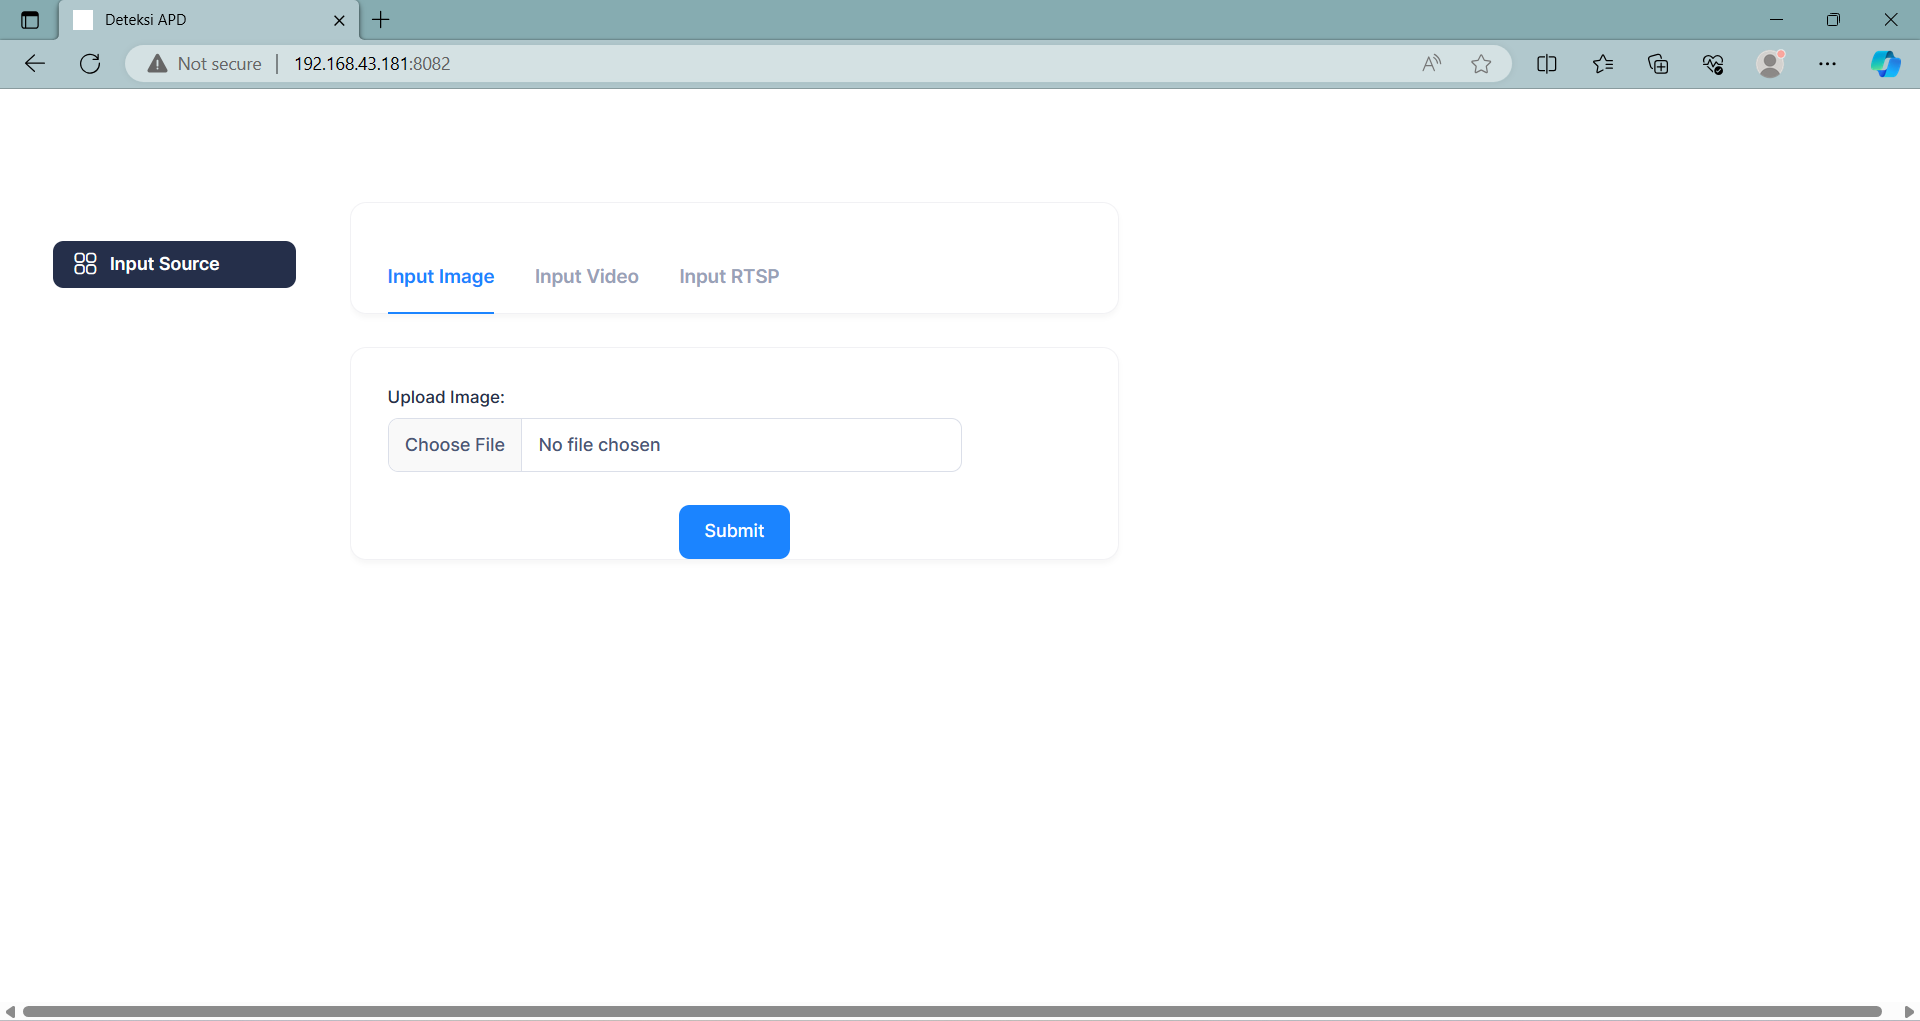 Deteksi APD
Not secure 192.168.43.181:8082
Input Source
Input Image Input Video Input RTSP
Upload Image:
Choose File No file chosen
Submit